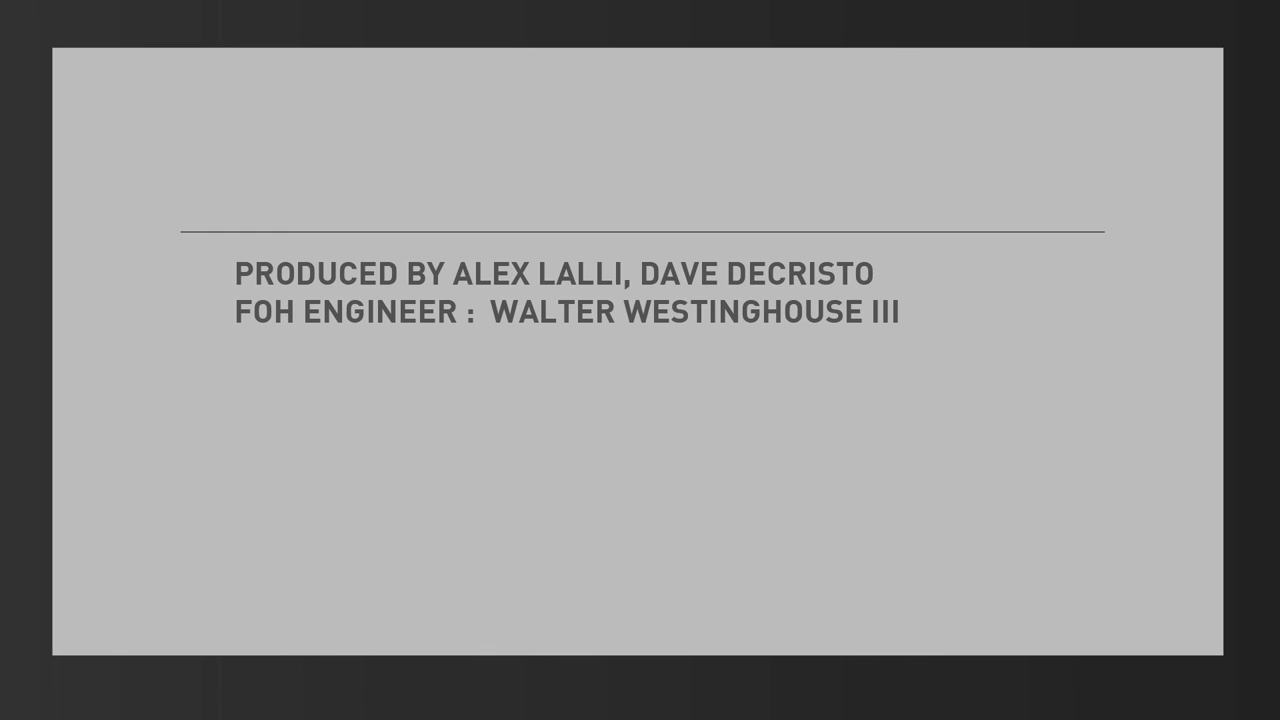 PRODUCED BY ALEX LALLI, DAVE DECRISTO
FOH ENGINEER :  WALTER WESTINGHOUSE III